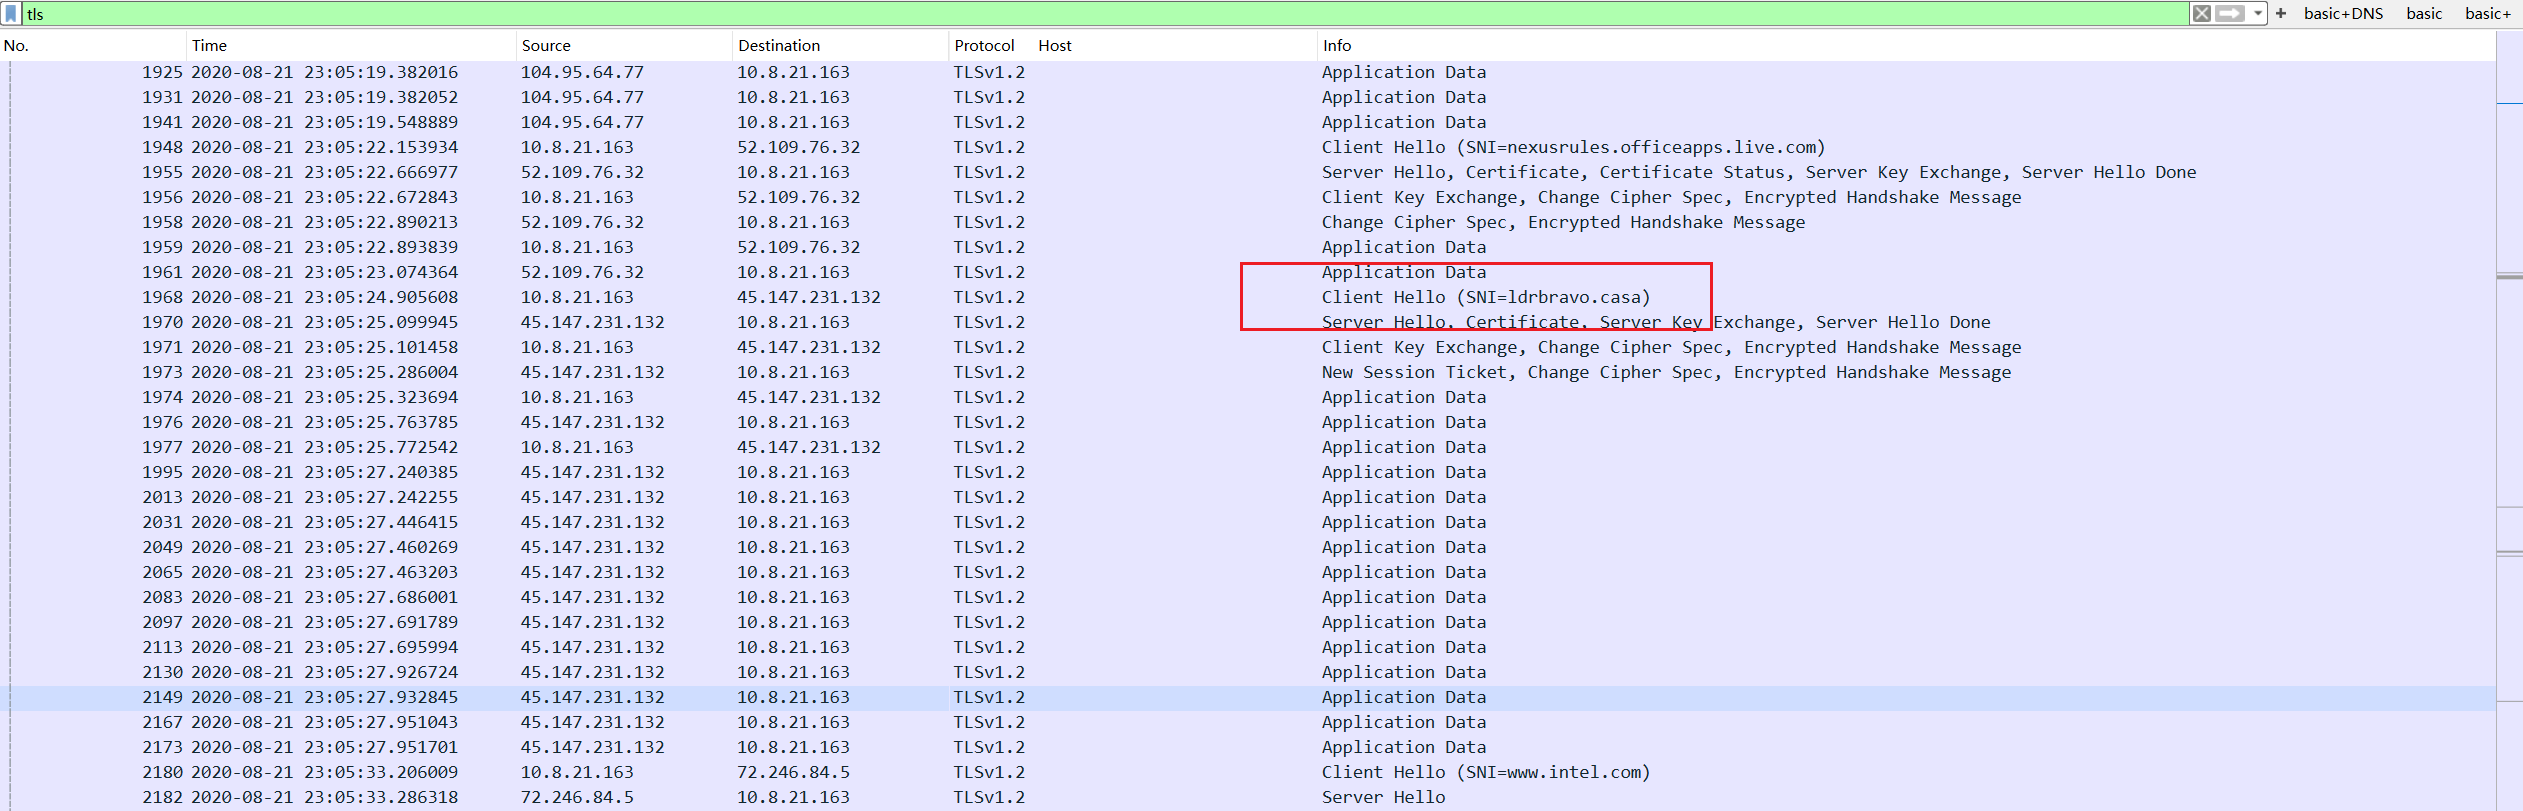 tls + basic+DNS basic basic+
No. Time Source Destination Protocol Host Info
1925 2020-08-21 23:05:19.382016 104.95.64.77 10.8.21.163 TLSv1.2 Application Data
1931 2020-08-21 23:05:19.382052 104.95.64.77 10.8.21.163 TLSv1.2 Application Data
1941 2020-08-21 23:05:19.548889 104.95.64.77 10.8.21.163 TLSv1.2 Application Data
1948 2020-08-21 23:05:22.153934 10.8.21.163 52.109.76.32 TLSv1.2 Client Hello (SNI=nexusrules.officeapps.live.com)
1955 2020-08-21 23:05:22.666977 52.109.76.32 10.8.21.163 TLSv1.2 Server Hello, Certificate, Certificate Status, Server Key Exchange, Server Hello Done
1956 2020-08-21 23:05:22.672843 10.8.21.163 52.109.76.32 TLSv1.2 Client Key Exchange, Change Cipher Spec, Encrypted Handshake Message
1958 2020-08-21 23:05:22.890213 52.109.76.32 10.8.21.163 TLSv1.2 Change Cipher Spec, Encrypted Handshake Message
1959 2020-08-21 23:05:22.893839 10.8.21.163 52.109.76.32 TLSv1.2 Application Data
1961 2020-08-21 23:05:23.074364 52.109.76.32 10.8.21.163 TLSv1.2 Application Data
1968 2020-08-21 23:05:24.905608 10.8.21.163 45.147.231.132 TLSv1.2 Client Hello (SNI=ldrbravo.casa)
1970 2020-08-21 23:05:25.099945 45.147.231.132 10.8.21.163 TLSv1.2 Server Hello, Certificate, Server Key Exchange, Server Hello Done
1971 2020-08-21 23:05:25.101458 10.8.21.163 45.147.231.132 TLSv1.2 Client Key Exchange, Change Cipher Spec, Encrypted Handshake Message
1973 2020-08-21 23:05:25.286004 45.147.231.132 10.8.21.163 TLSv1.2 New Session Ticket, Change Cipher Spec, Encrypted Handshake Message
1974 2020-08-21 23:05:25.323694 10.8.21.163 45.147.231.132 TLSv1.2 Application Data
1976 2020-08-21 23:05:25.763785 45.147.231.132 10.8.21.163 TLSv1.2 Application Data
1977 2020-08-21 23:05:25.772542 10.8.21.163 45.147.231.132 TLSv1.2 Application Data
1995 2020-08-21 23:05:27.240385 45.147.231.132 10.8.21.163 TLSv1.2 Application Data
2013 2020-08-21 23:05:27.242255 45.147.231.132 10.8.21.163 TLSv1.2 Application Data
2031 2020-08-21 23:05:27.446415 45.147.231.132 10.8.21.163 TLSv1.2 Application Data
2049 2020-08-21 23:05:27.460269 45.147.231.132 10.8.21.163 TLSv1.2 Application Data
2065 2020-08-21 23:05:27.463203 45.147.231.132 10.8.21.163 TLSv1.2 Application Data
2083 2020-08-21 23:05:27.686001 45.147.231.132 10.8.21.163 TLSv1.2 Application Data
2097 2020-08-21 23:05:27.691789 45.147.231.132 10.8.21.163 TLSv1.2 Application Data
2113 2020-08-21 23:05:27.695994 45.147.231.132 10.8.21.163 TLSv1.2 Application Data
2130 2020-08-21 23:05:27.926724 45.147.231.132 10.8.21.163 TLSv1.2 Application Data
2149 2020-08-21 23:05:27.932845 45.147.231.132 10.8.21.163 TLSv1.2 Application Data
2167 2020-08-21 23:05:27.951043 45.147.231.132 10.8.21.163 TLSv1.2 Application Data
2173 2020-08-21 23:05:27.951701 45.147.231.132 10.8.21.163 TLSv1.2 Application Data
2180 2020-08-21 23:05:33.206009 10.8.21.163 72.246.84.5 TLSv1.2 Client Hello (SNI=www.intel.com)
2182 2020-08-21 23:05:33.286318 72.246.84.5 10.8.21.163 TLSv1.2 Server Hello